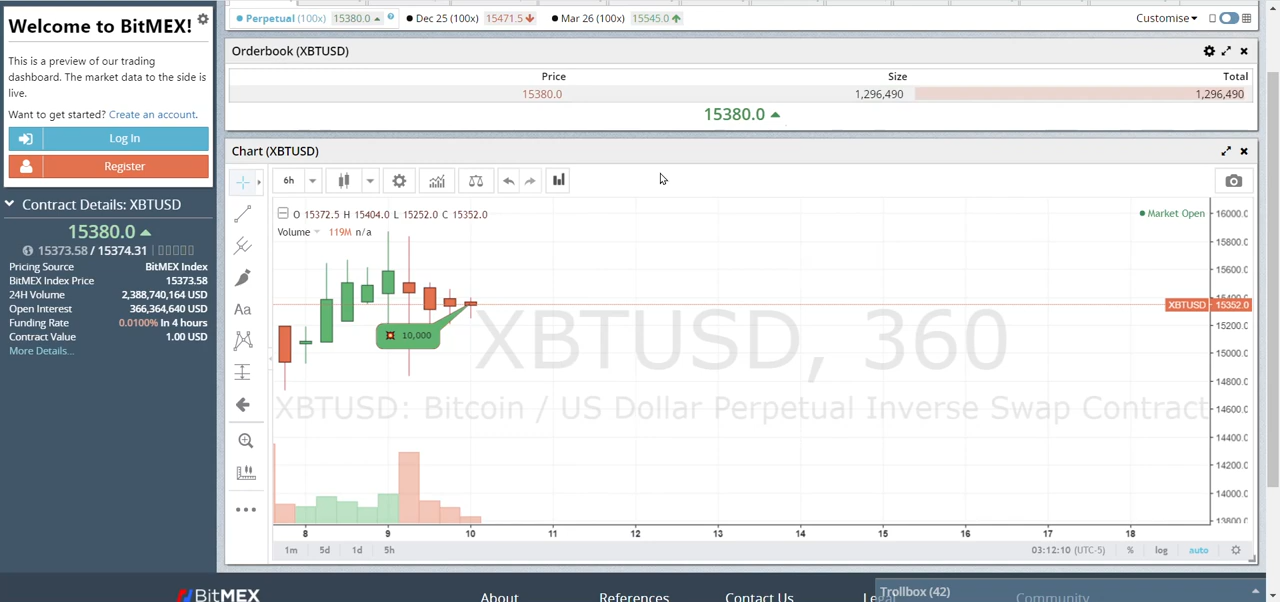 Welcome to BitMEX!
This is a preview of our trading
dashboard. The market data to the side is
live.
Want to get started? Create an account.
Log In
Register
Contract Details: XBTUSD
15380.0
15373.58 / 15374.31
Pricing Source BitMEX Index
BitMEX Index Price 15373.58
24H Volume 2,388,740,164 USD
Open Interest 366,364,640 USD
Funding Rate 0.0100% In 4 hours
Contract Value 1.00 USD
More Details...
Perpetual (100x) 15380.0 Dec 25 (100x) 15471.5 Mar 26 (100x) 15545.0 Customise
Orderbook (XBTUSD)
Price Size Total
15380.0 1,296,490 1,296,490
15380.0
Chart (XBTUSD)
6h
O 15372.5 H 15404.0 L 15252.0 C 15352.0
Volume 119M n/a
Market Open
16000.0
15800.0
15600.0
15400.0
XBTUSD 15352.0
15200.0
15000.0
14800.0
14600.0
14400.0
14200.0
14000.0
13800.0
10,000
XBTUSD, 360
XBTUSD: Bitcoin / US Dollar Perpetual Inverse Swap Contract
Aa
8 9 10 11 12 13 14 15 16 17 18
1m 5d 1d 5h 03:12:10 (UTC-5) % log auto
BitMEX About References Contact Us Legal Community
Trollbox (42)